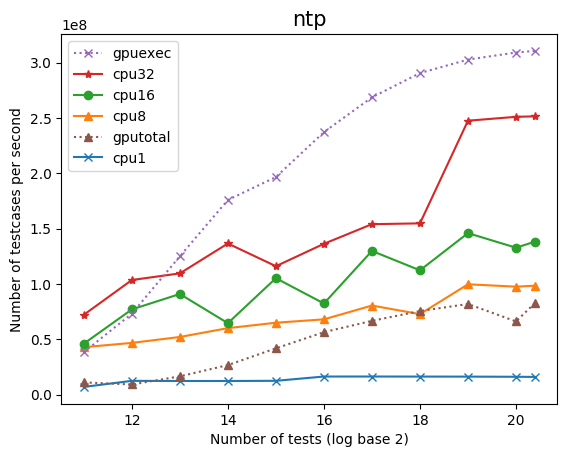 ntp
1e8
gpuexec
cpu32
cpu16
cpu8
gputotal
cpu1
3.0
2.5
2.0
1.5
1.0
0.5
0.0
Number of testcases per second
12 14 16 18 20
Number of tests (log base 2)